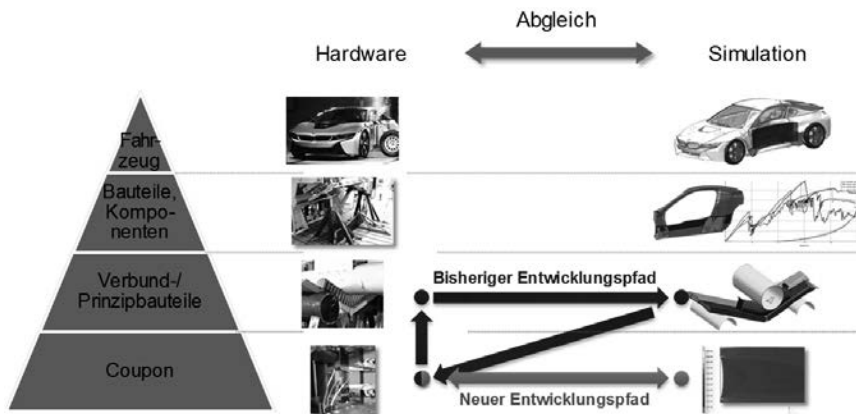 Abgleich
Hardware
Simulation
Fahr-
zeug
Bauteile,
Kompo-
nenten
Verbund-/
Prinzipbauteile
Bisheriger Entwicklungspfad
Coupon
Neuer Entwicklungspfad